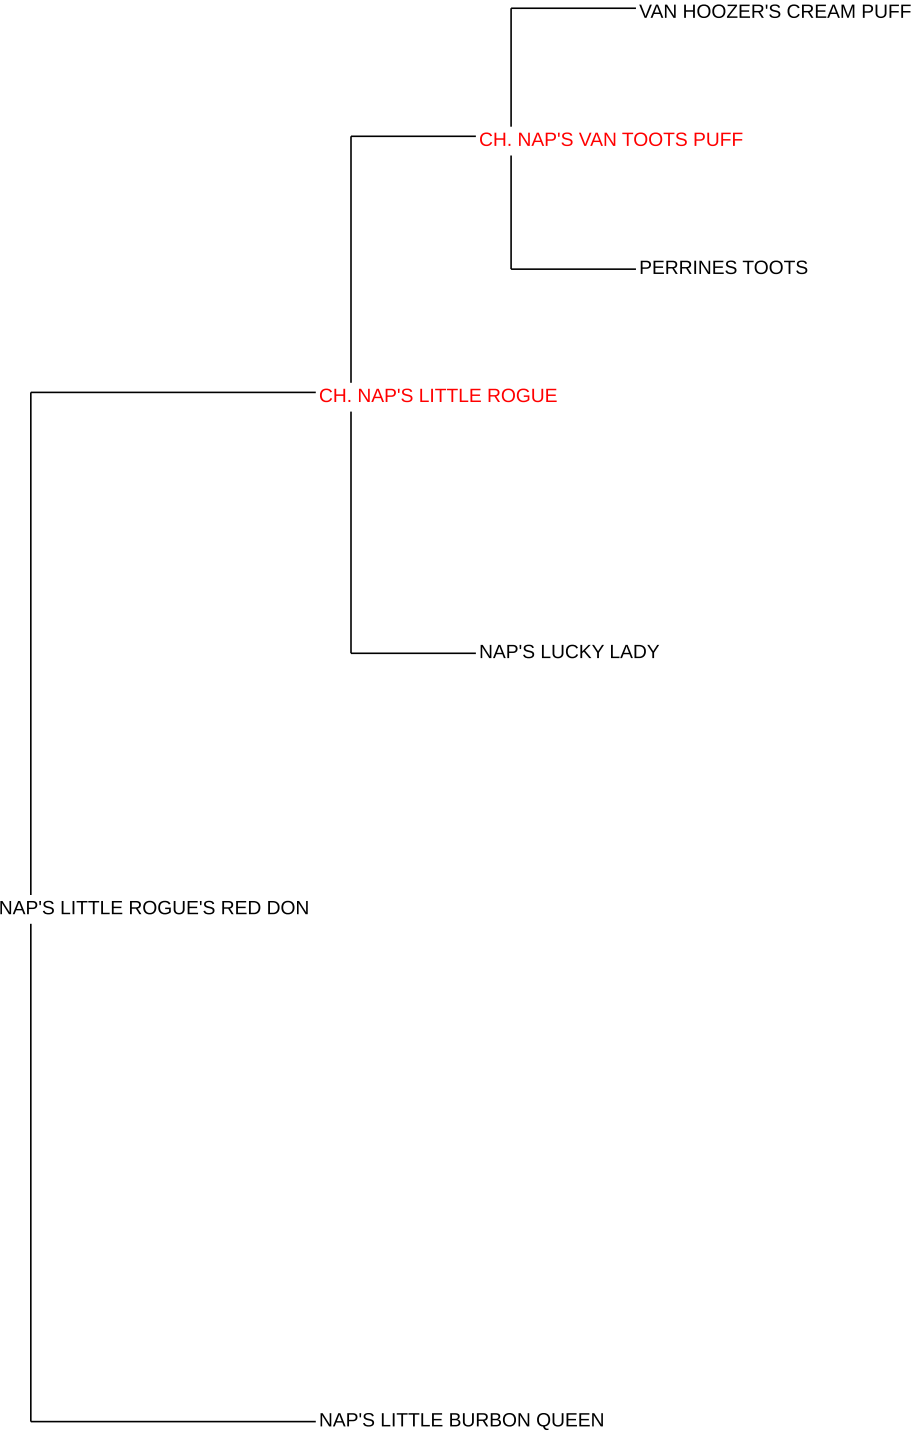 VAN HOOZER'S CREAM PUFF
CH. NAP'S VAN TOOTS PUFF
PERRINES TOOTS
CH. NAP'S LITTLE ROGUE
NAP'S LUCKY LADY
NAP'S LITTLE ROGUE'S RED DON
NAP'S LITTLE BURBON QUEEN